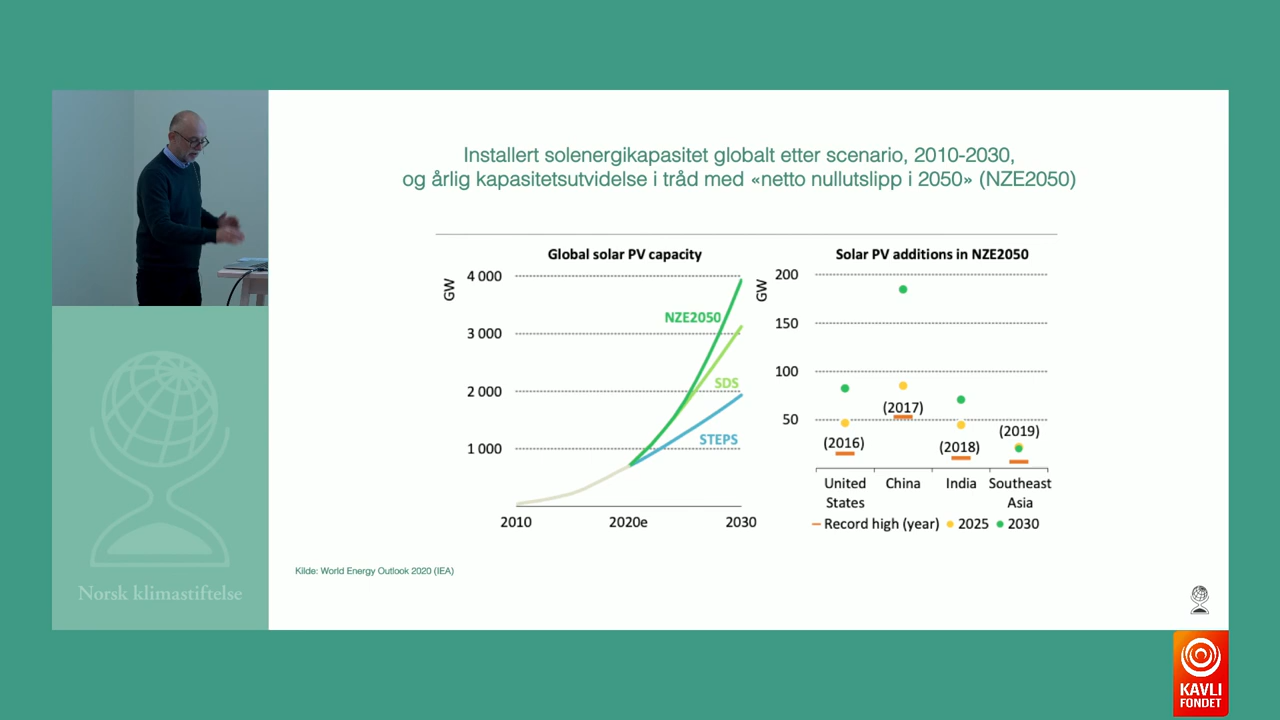 Installert solenergikapasitet globalt etter scenario, 2010-2030,
og årlig kapasitetsutvidelse i tråd med «netto nullutslipp i 2050» (NZE2050)
Global solar PV capacity
GW
4 000
3 000
2 000
1 000
NZE2050
SDS
STEPS
2010
2020e
2030
Solar PV additions in NZE2050
GW
200
150
100
50
(2016)
(2017)
(2018)
(2019)
United States
China
India
Southeast Asia
Record high (year)
2025
2030
Kilde: World Energy Outlook 2020 (IEA)
Norsk klimastiftelse
KAVLI
FONDET